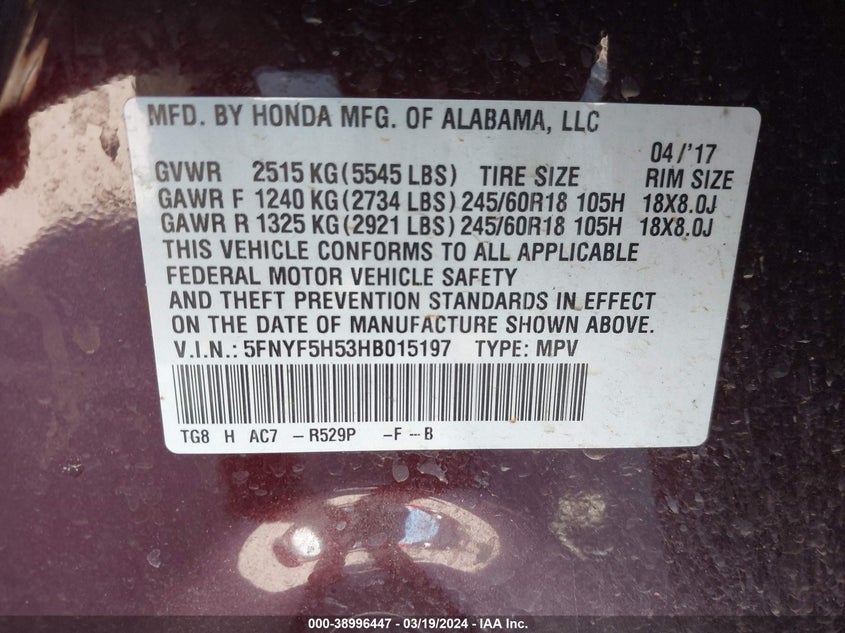 MFD. BY HONDA MFG. OF ALABAMA, LLC
04/'17
GVWR 2515 KG (5545 LBS) TIRE SIZE RIM SIZE
GAWR F 1240 KG (2734 LBS) 245/60R18 105H 18X8.0J
GAWR R 1325 KG (2921 LBS) 245/60R18 105H 18X8.0J
THIS VEHICLE CONFORMS TO ALL APPLICABLE
FEDERAL MOTOR VEHICLE SAFETY
AND THEFT PREVENTION STANDARDS IN EFFECT
ON THE DATE OF MANUFACTURE SHOWN ABOVE.
V.I.N.: 5FNYF5H53HB015197 TYPE: MPV
TG8 H AC7 -R529P -F--B
000-38996447 - 03/19/2024 - IAA Inc.